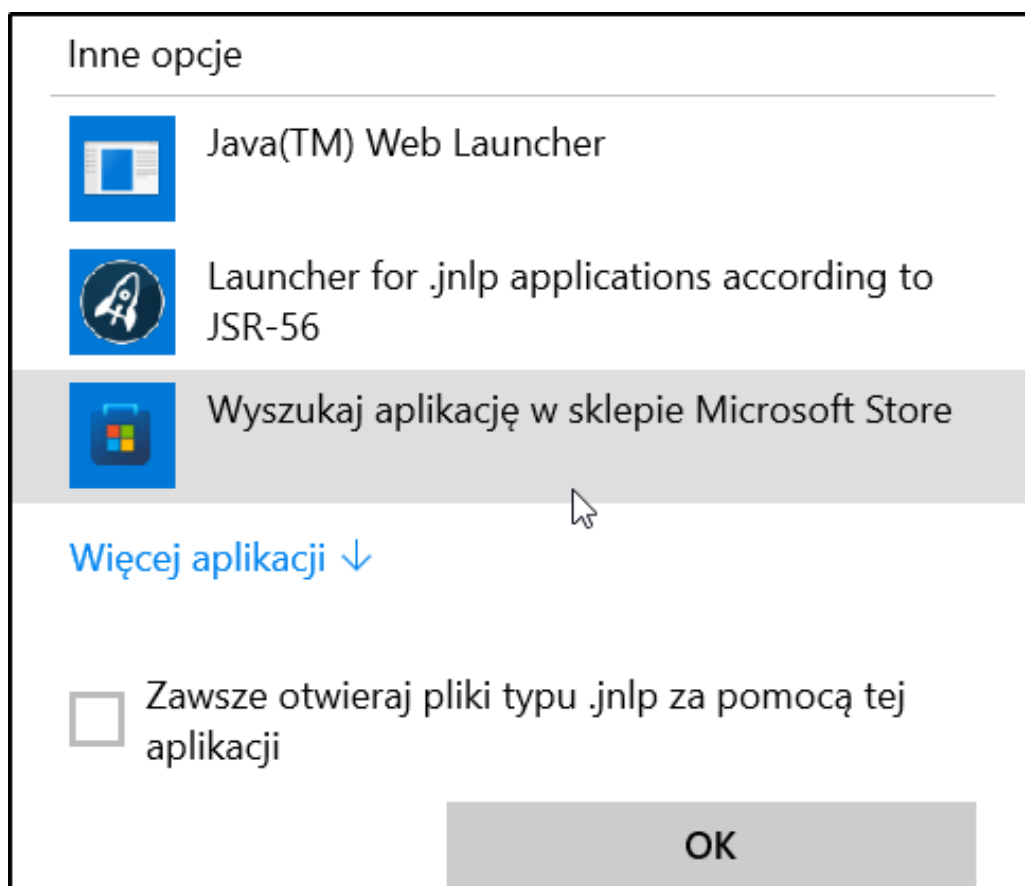 Inne opcje
Java(TM) Web Launcher
Launcher for .jnlp applications according to
JSR-56
Wyszukaj aplikację w sklepie Microsoft Store
Więcej aplikacji ↓
Zawsze otwieraj pliki typu .jnlp za pomocą tej
aplikacji
OK